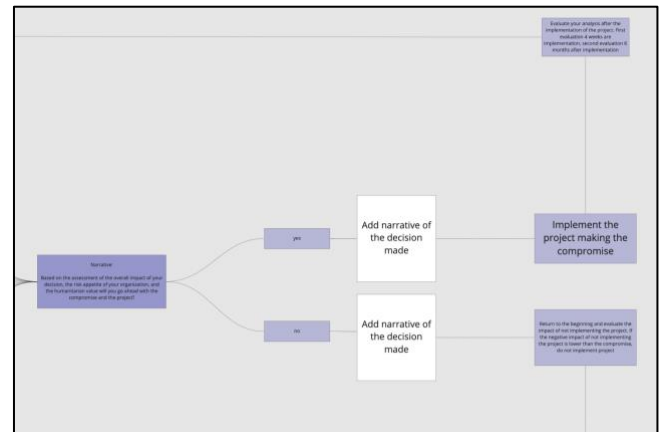 Evaluate your analysis after the
implementation of the project. First
evaluation 4 weeks are
implementation, second evaluation 6
months after implementation
Narrative:
Based on the assessment of the overall impact of your
decision, the risk appetite of your organisation, and
the humanitarian value will you go ahead with the
compromise and the project?
yes
Add narrative of
the decision
made
Implement the
project making the
compromise
no
Add narrative of
the decision
made
Return to the beginning and evaluate the
impact of not implementing the project. If
the negative impact of not implementing
the project is lower than the compromise,
do not implement project